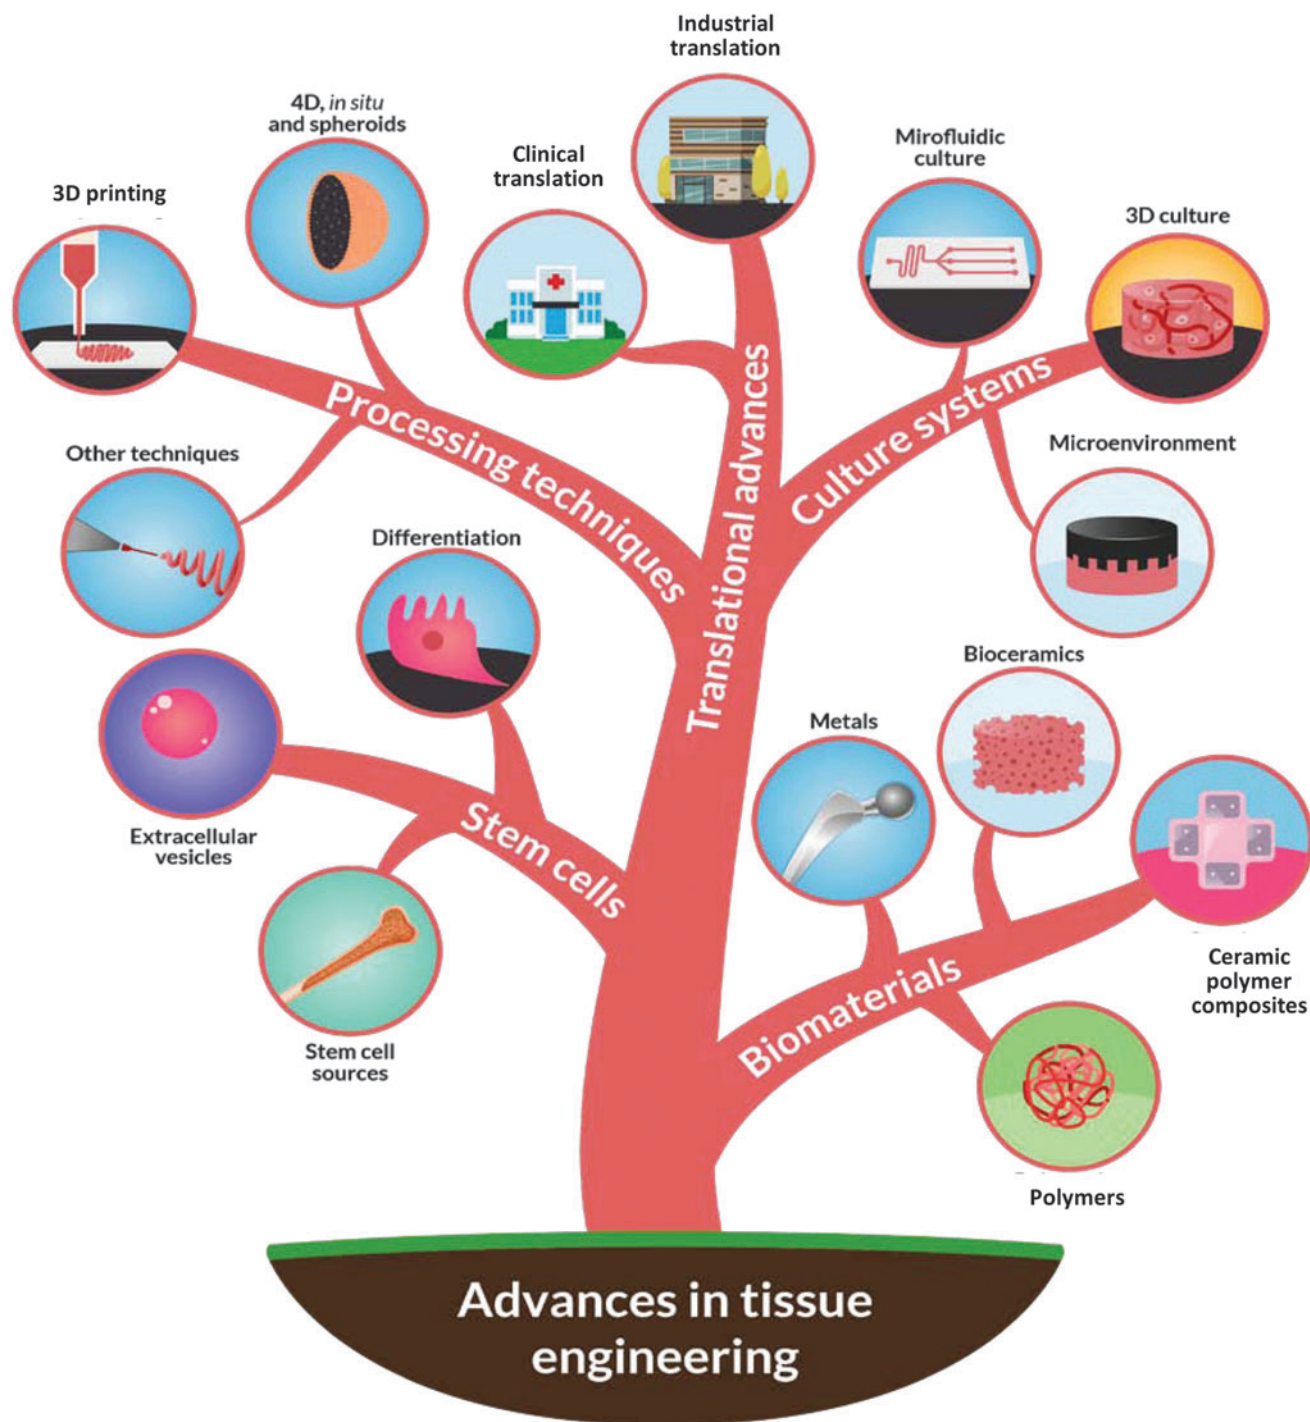 Industrial
translation
4D, in situ
and spheroids
Clinical
translation
Mirofluidic
culture
3D printing
3D culture
Processing techniques
Translational advances
Culture systems
Other techniques
Microenvironment
Differentiation
Bioceramics
Metals
Extracellular
vesicles
Stem cells
Stem cell
sources
Biomaterials
Ceramic
polymer
composites
Polymers
Advances in tissue
engineering